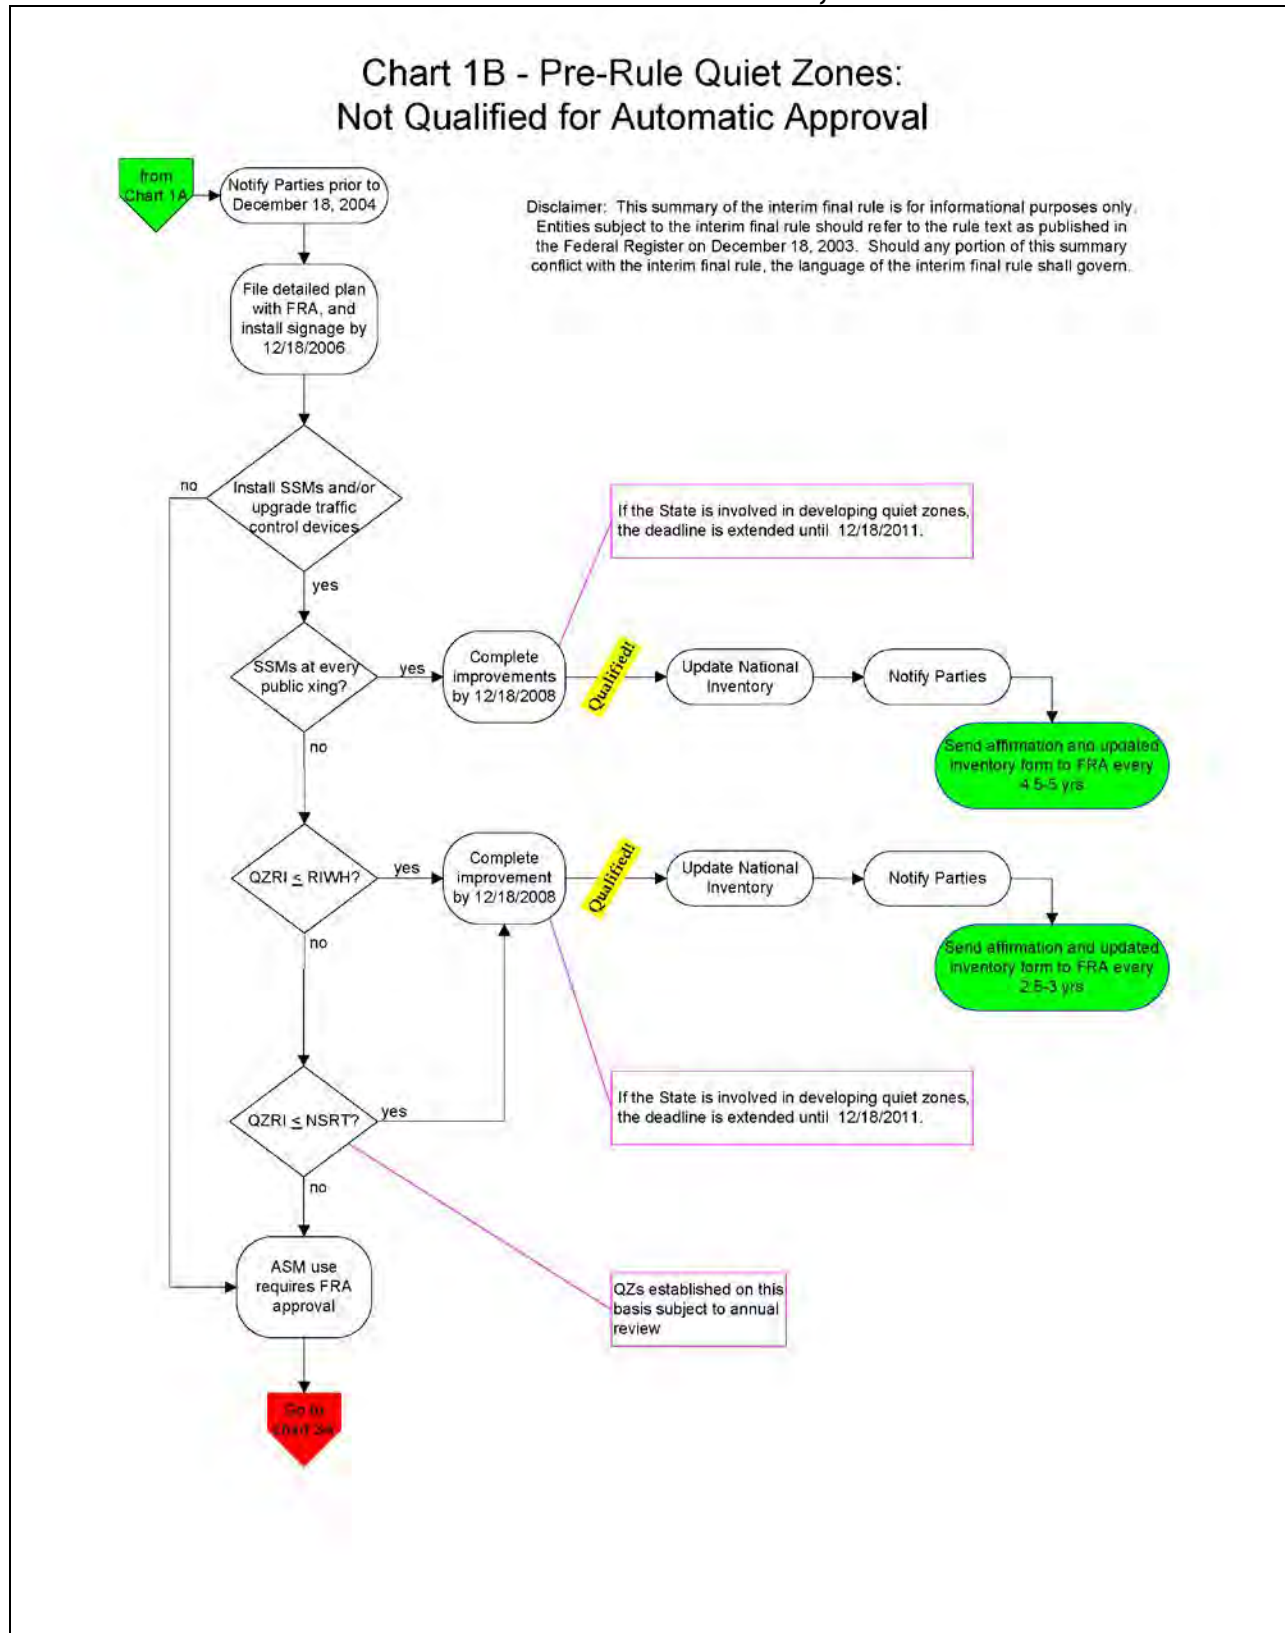 Chart 1B - Pre-Rule Quiet Zones:
Not Qualified for Automatic Approval
from
Chart 1A
Notify Parties prior to
December 18, 2004
Disclaimer: This summary of the interim final rule is for informational purposes only.
Entities subject to the interim final rule should refer to the rule text as published in
the Federal Register on December 18, 2003. Should any portion of this summary
conflict with the interim final rule, the language of the interim final rule shall govern.
File detailed plan
with FRA, and
install signage by
12/18/2006
no
Install SSMs and/or
upgrade traffic
control devices
yes
If the State is involved in developing quiet zones,
the deadline is extended until 12/18/2011.
SSMs at every
public xing?
yes
Complete
improvements
by 12/18/2008
Qualified!
Update National
Inventory
Notify Parties
Send affirmation and updated
inventory form to FRA every
4.5-5 yrs
no
QZRI ≤ RIWH?
yes
Complete
improvement
by 12/18/2008
Qualified!
Update National
Inventory
Notify Parties
Send affirmation and updated
inventory form to FRA every
2.5-3 yrs
no
QZRI ≤ NSRT?
yes
If the State is involved in developing quiet zones,
the deadline is extended until 12/18/2011.
no
ASM use
requires FRA
approval
QZs established on this
basis subject to annual
review
Go to
chart 3a